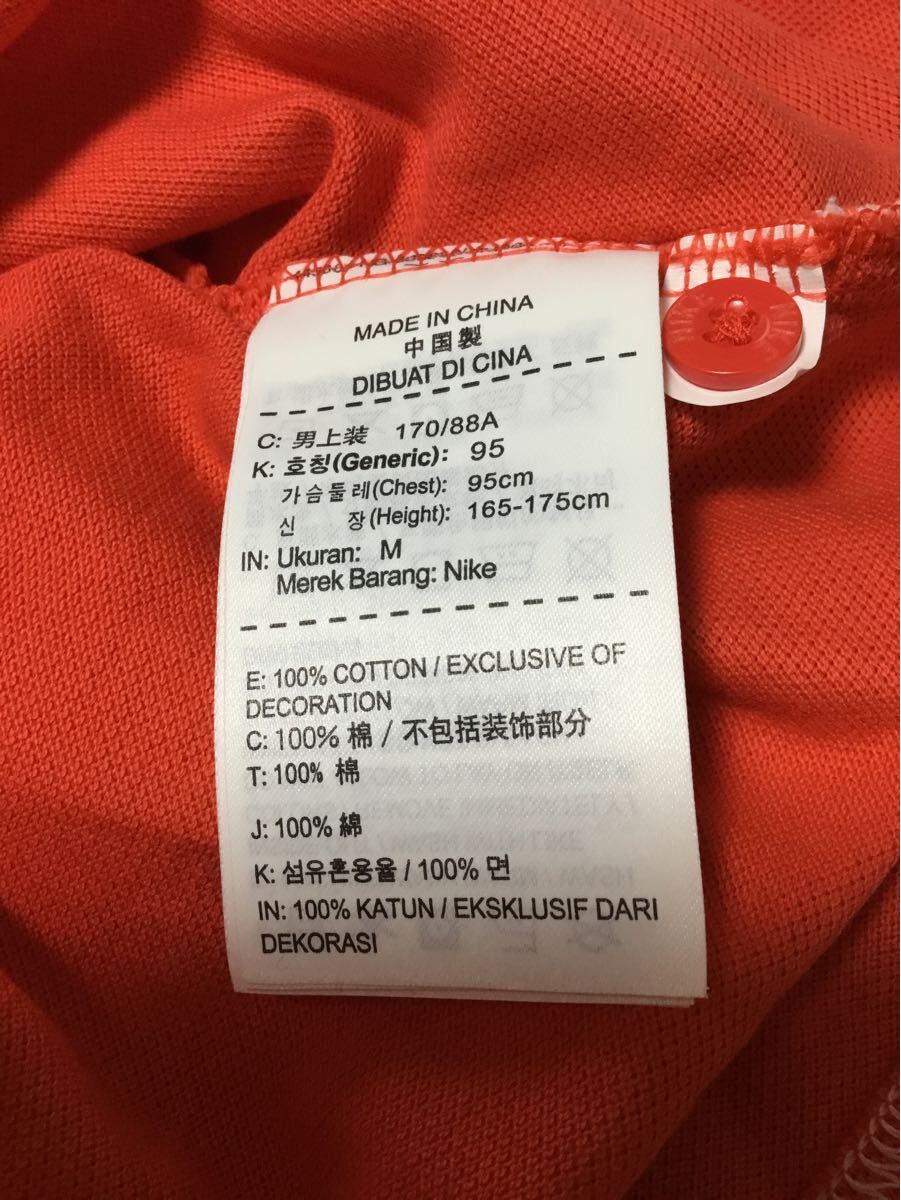 MADE IN CHINA
中国製
DIBUAT DI CINA
C: 男上装 170/88A
K: 호칭(Generic): 95
가슴둘레(Chest): 95cm
신 장(Height): 165-175cm
IN: Ukuran: M
Merek Barang: Nike
E: 100% COTTON / EXCLUSIVE OF
DECORATION
C: 100% 棉 / 不包括装饰部分
T: 100% 棉
J: 100% 綿
K: 섬유혼용율 / 100% 면
IN: 100% KATUN / EKSKLUSIF DARI
DEKORASI